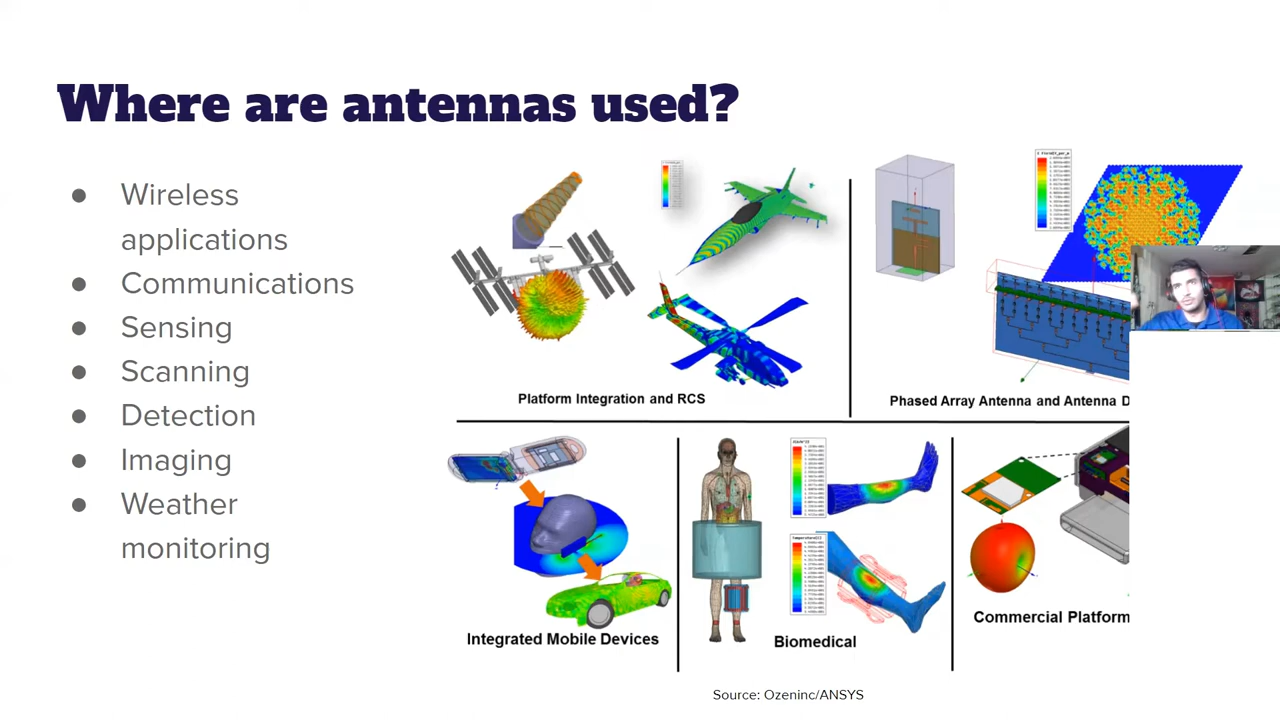 Where are antennas used?
● Wireless
applications
● Communications
● Sensing
● Scanning
● Detection
● Imaging
● Weather
monitoring
Platform Integration and RCS
Phased Array Antenna and Antenna D
Integrated Mobile Devices
Biomedical
Commercial Platform
Source: Ozeninc/ANSYS